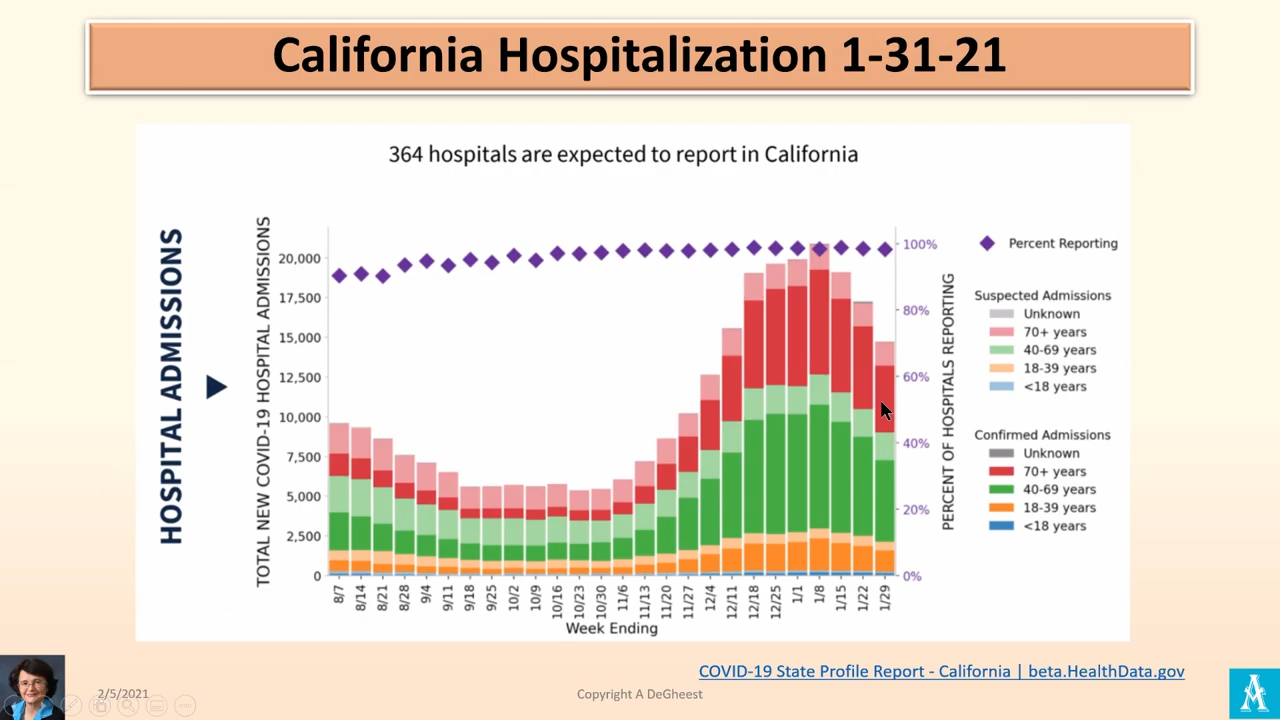 California Hospitalization 1-31-21
364 hospitals are expected to report in California
HOSPITAL ADMISSIONS
TOTAL NEW COVID-19 HOSPITAL ADMISSIONS
20,000
17,500
15,000
12,500
10,000
7,500
5,000
2,500
0
100%
80%
60%
40%
20%
0%
PERCENT OF HOSPITALS REPORTING
Percent Reporting
Suspected Admissions
Unknown
70+ years
40-69 years
18-39 years
<18 years
Confirmed Admissions
Unknown
70+ years
40-69 years
18-39 years
<18 years
8/7
8/14
8/21
8/28
9/4
9/11
9/18
9/25
10/2
10/9
10/16
10/23
10/30
11/6
11/13
11/20
11/27
12/4
12/11
12/18
12/25
1/1
1/8
1/15
1/22
1/29
Week Ending
COVID-19 State Profile Report - California | beta.HealthData.gov
2/5/2021
Copyright A DeGheest
A